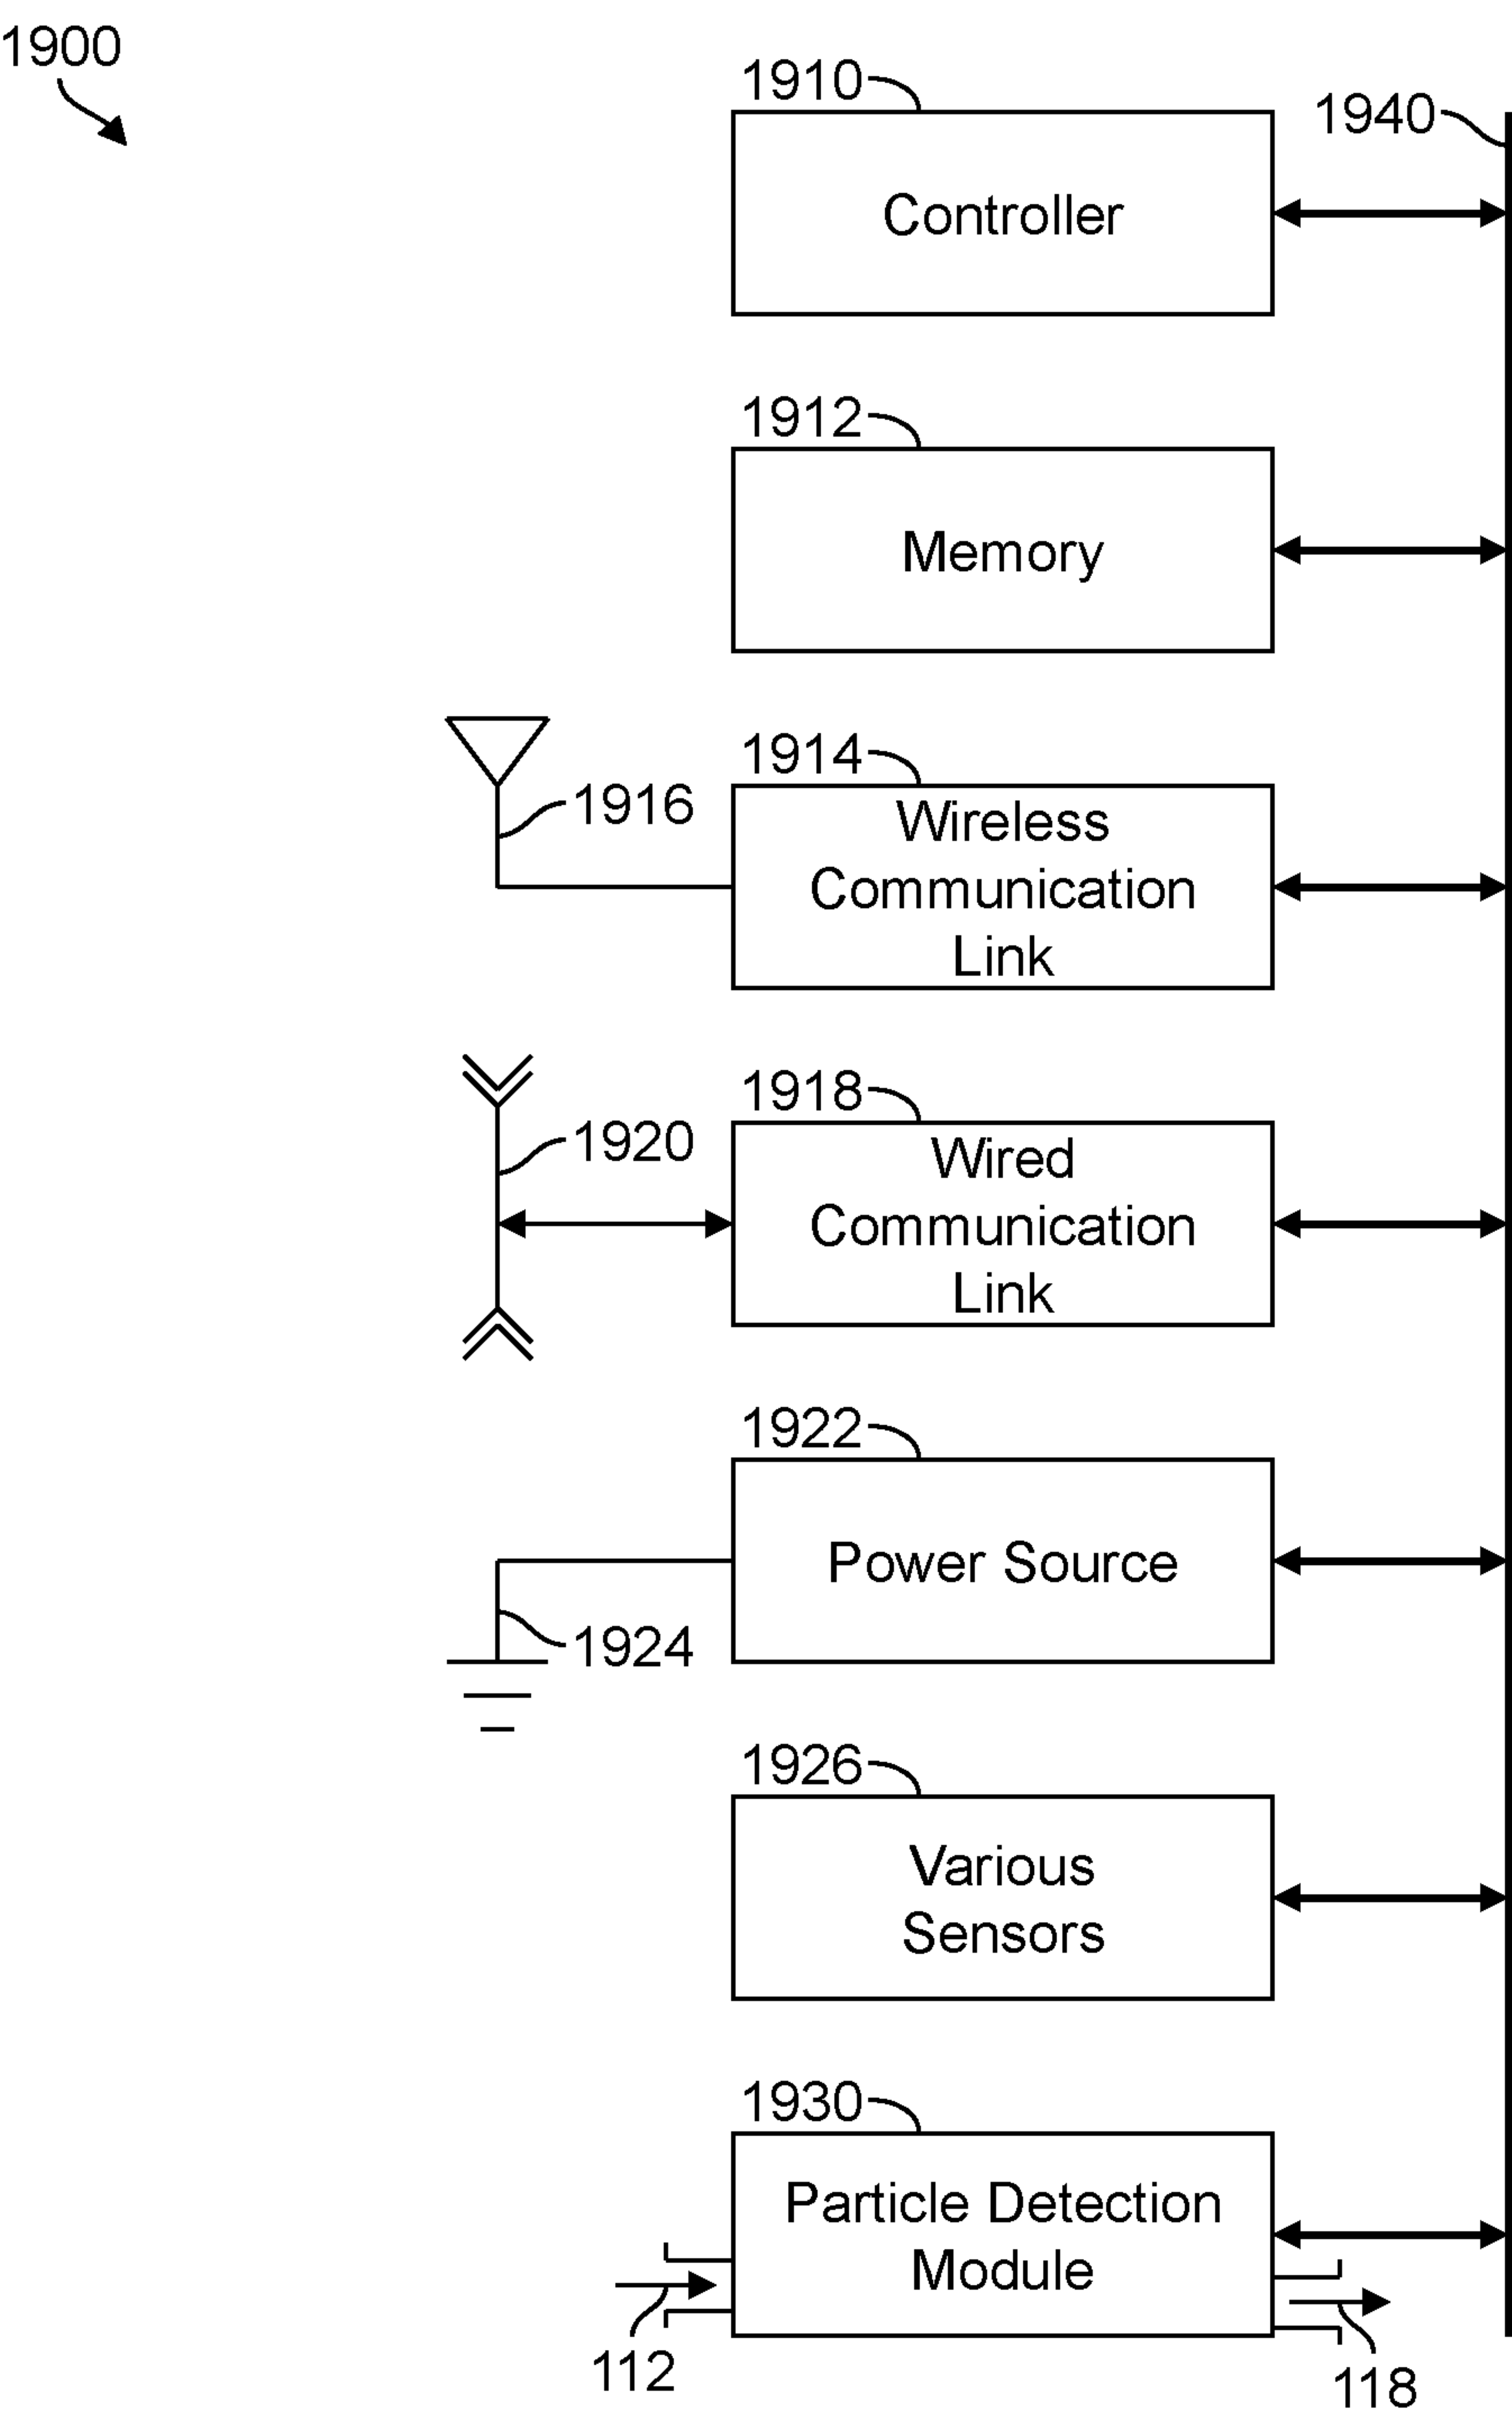 1900
1910
1940
Controller
1912
Memory
1914
1916
Wireless
Communication
Link
1918
1920
Wired
Communication
Link
1922
Power Source
1924
1926
Various
Sensors
1930
Particle Detection
Module
112
118